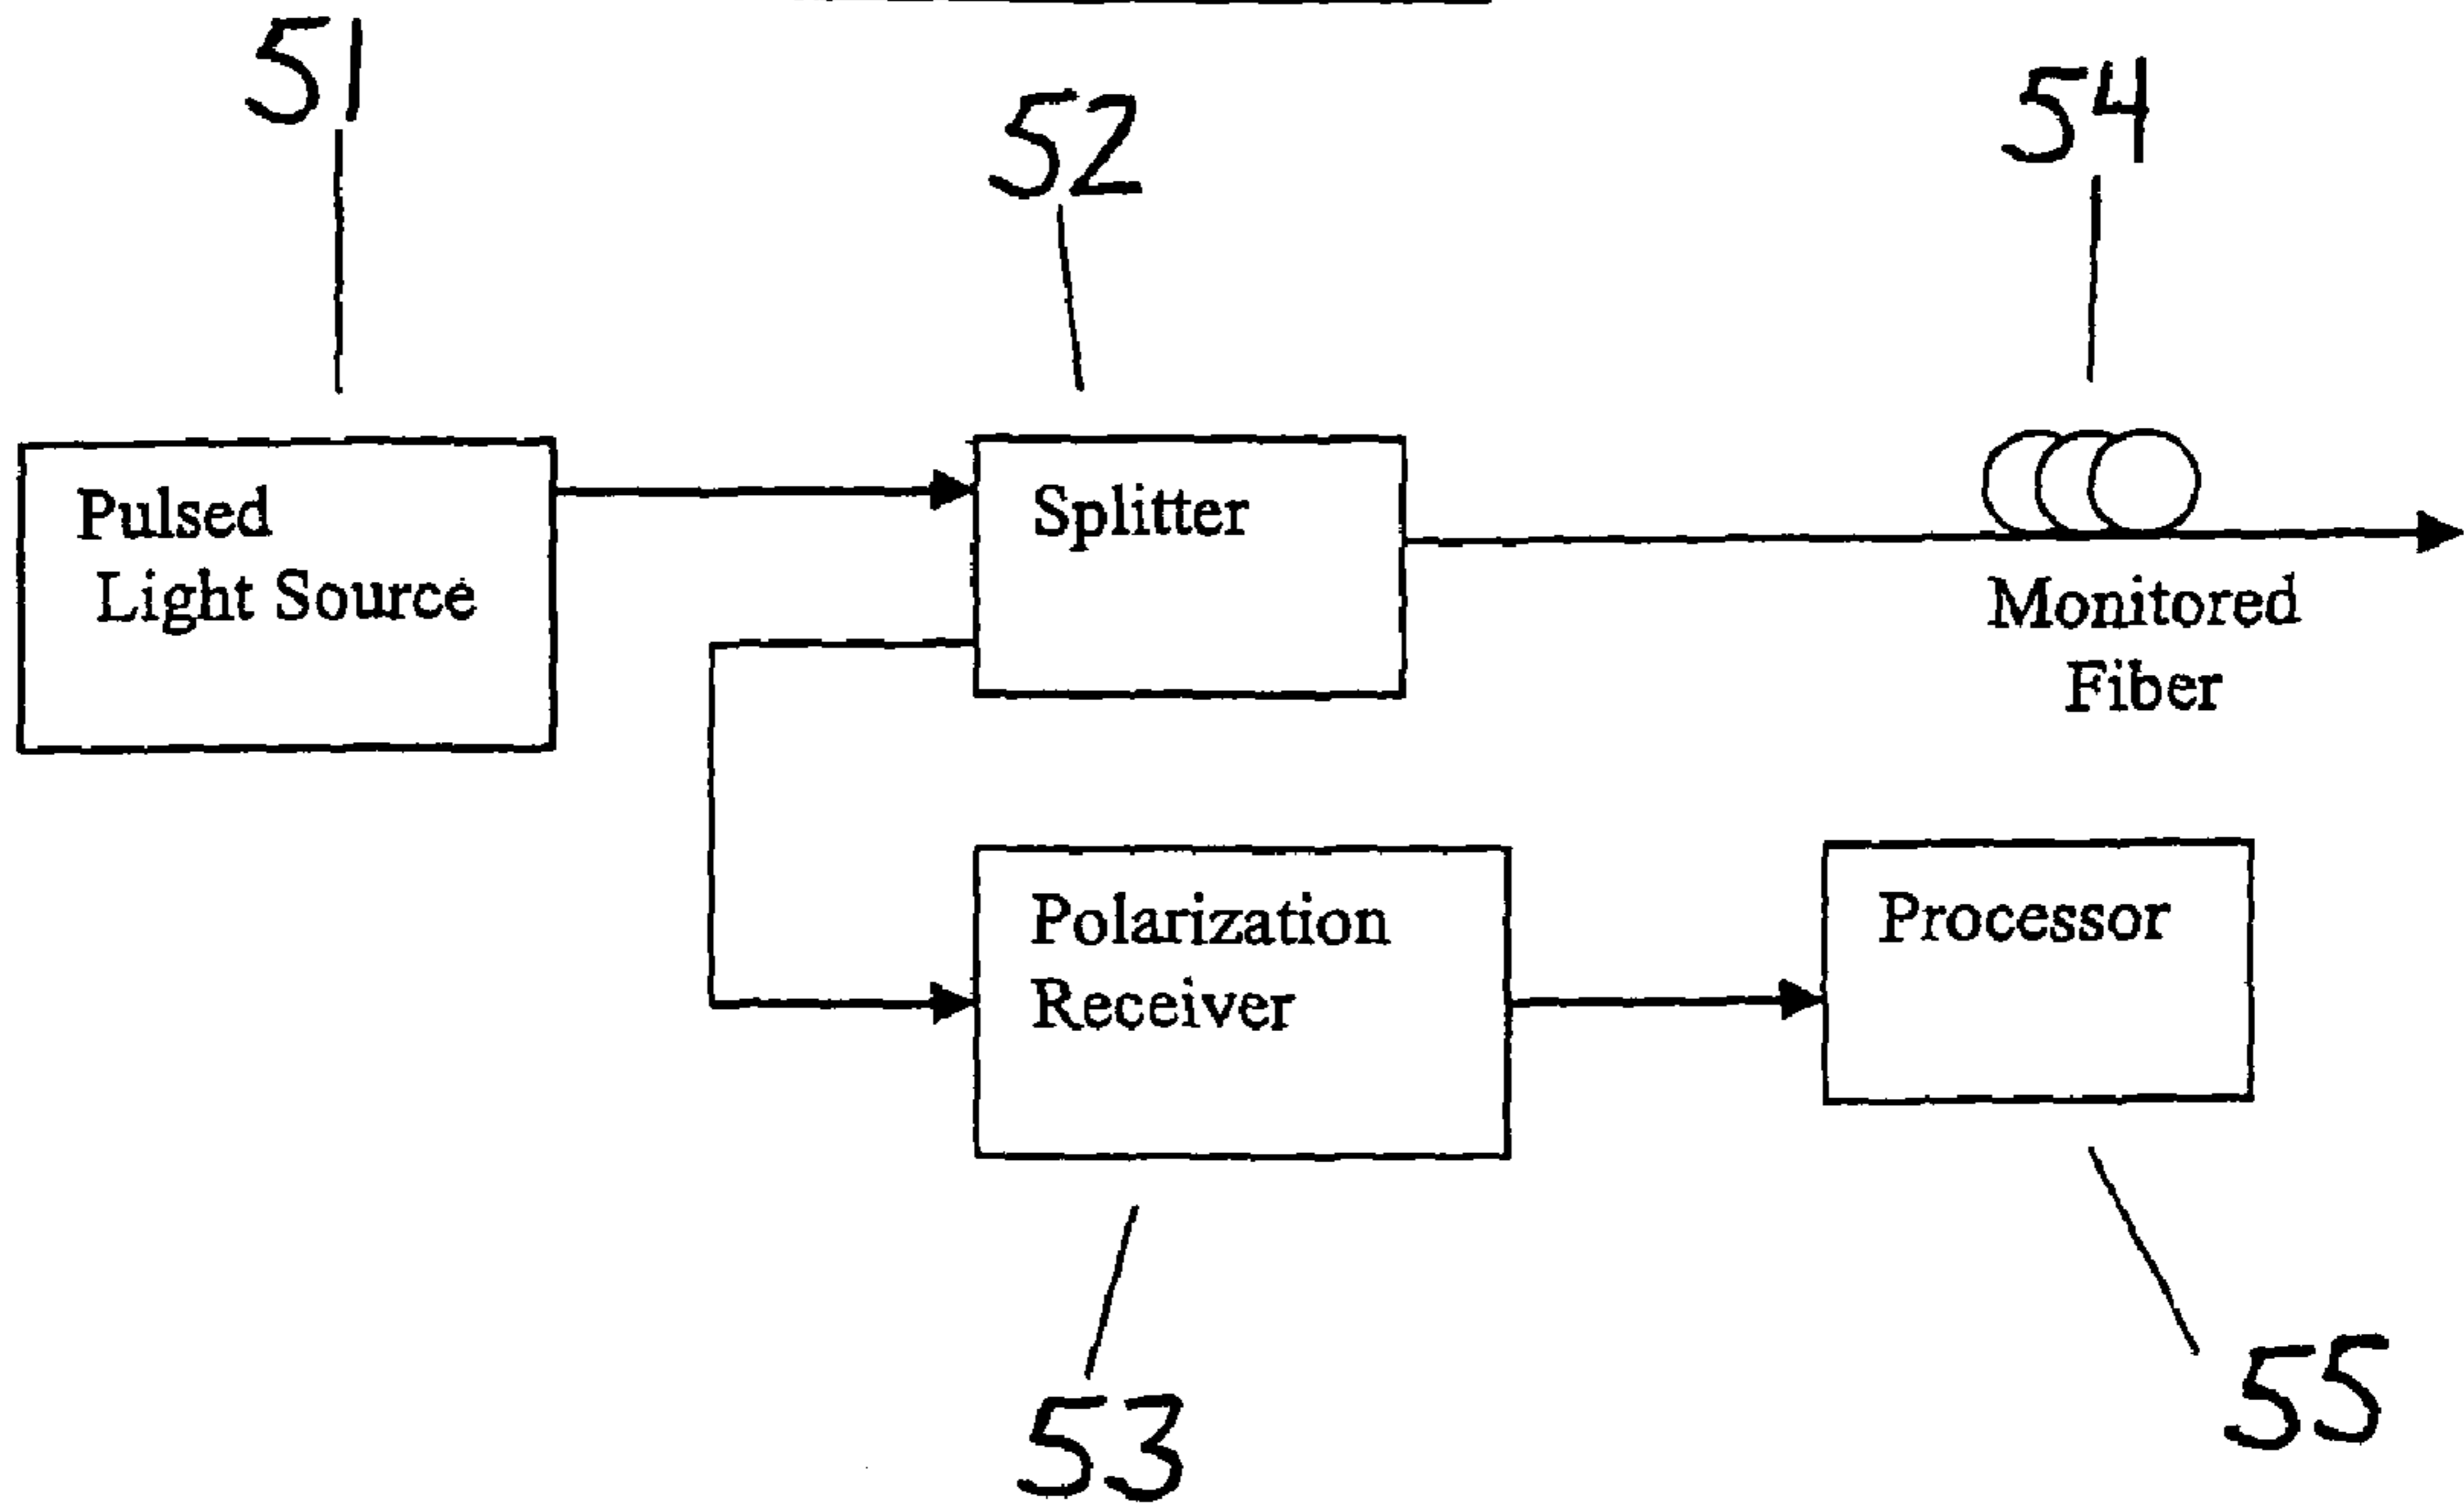 51
52
54
Pulsed
Light Source
Splitter
Monitored
Fiber
Polarization
Receiver
Processor
53
55